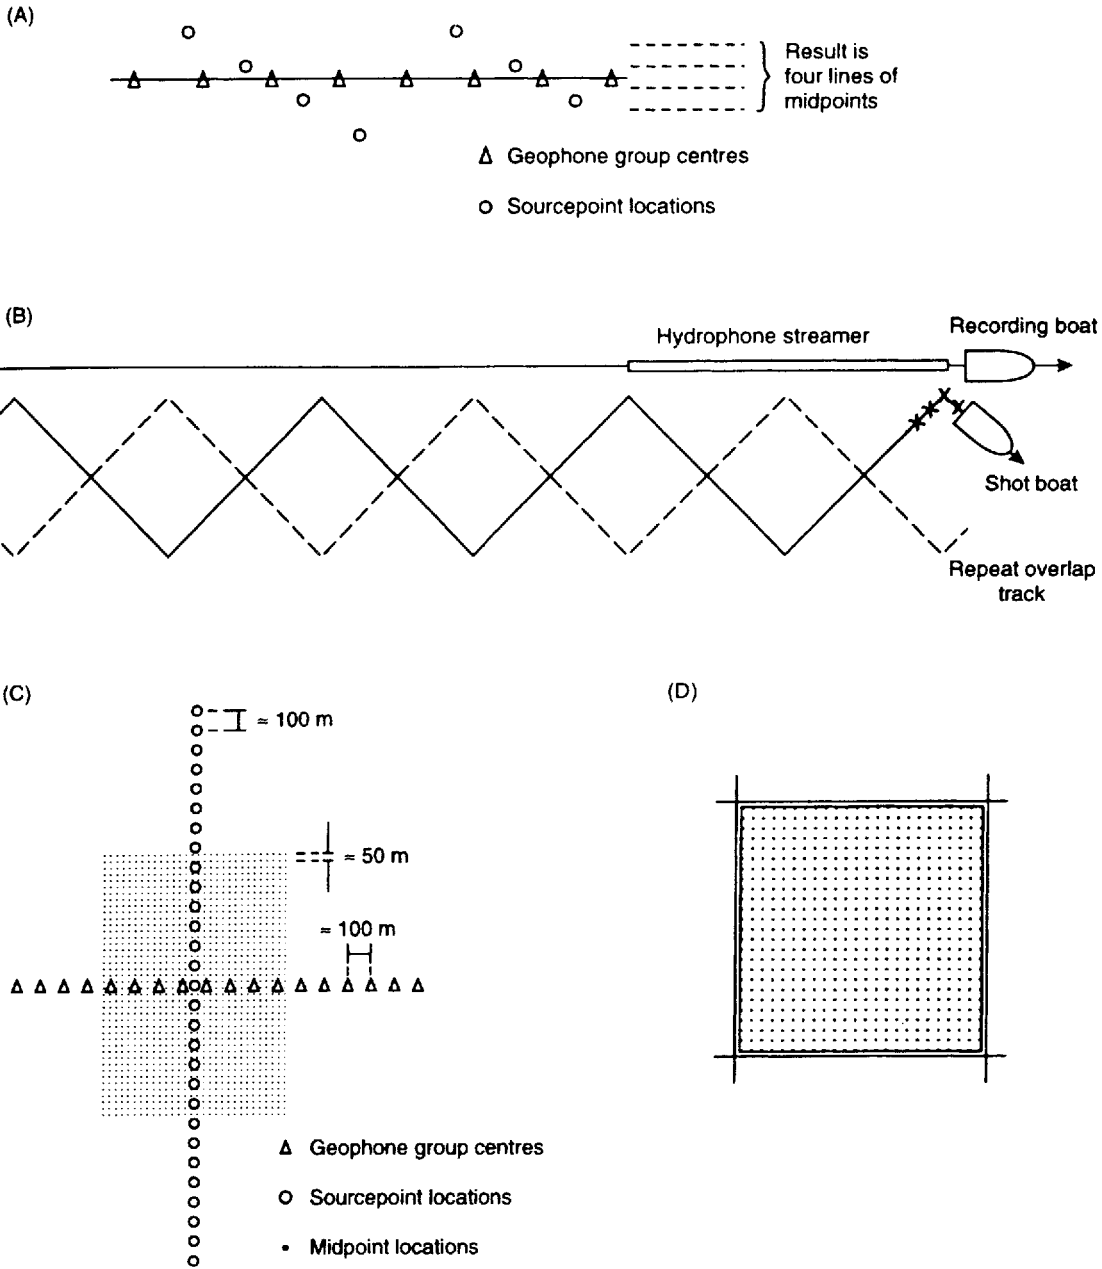 (A)
Result is
four lines of
midpoints
Geophone group centres
Sourcepoint locations
(B)
Hydrophone streamer
Recording boat
Shot boat
Repeat overlap
track
(C)
≈ 100 m
≈ 50 m
≈ 100 m
Geophone group centres
Sourcepoint locations
Midpoint locations
(D)